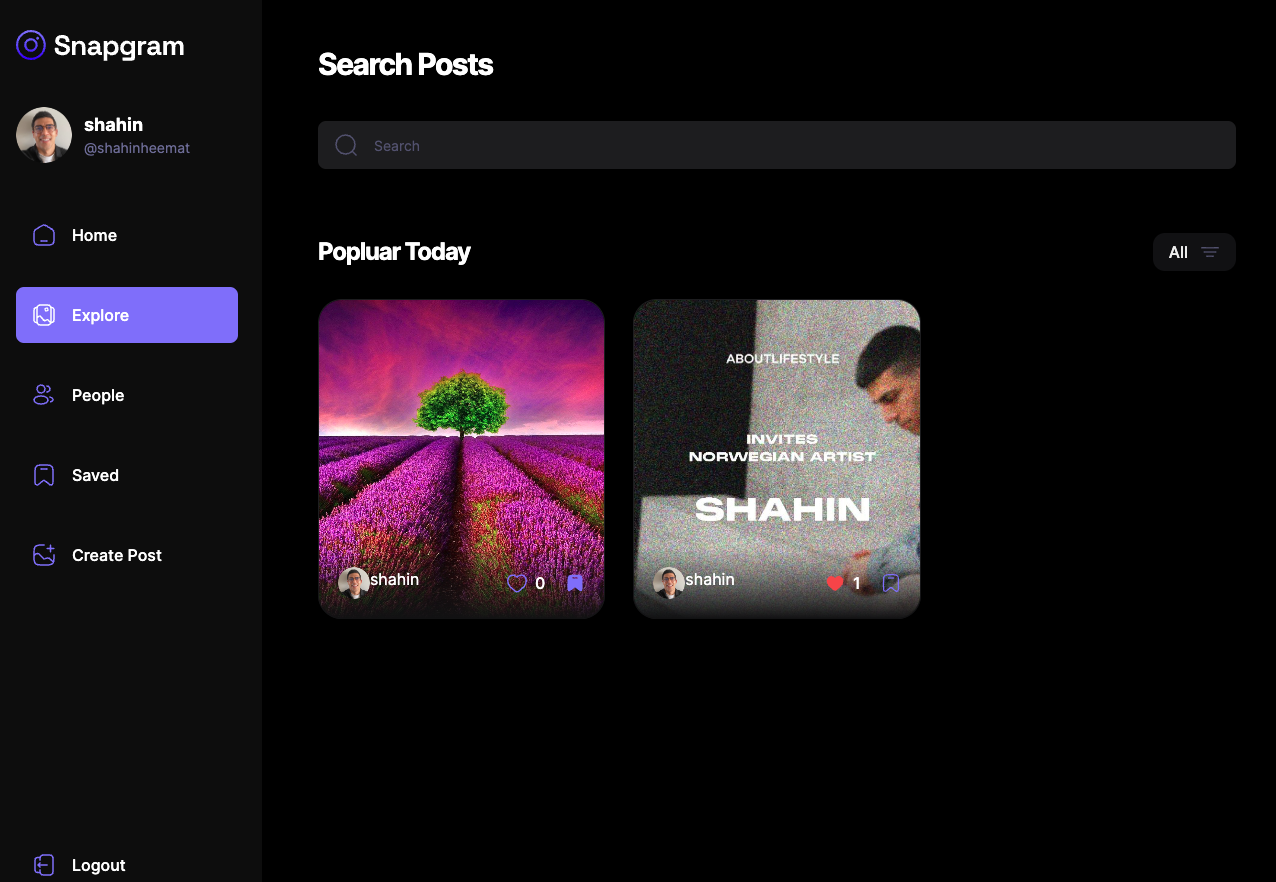 Snapgram
shahin
@shahinheemat
Home
Explore
People
Saved
Create Post
Logout
Search Posts
Search
Popluar Today
All
shahin
0
ABOUTLIFESTYLE
INVITES
NORWEGIAN ARTIST
SHAHIN
shahin
1